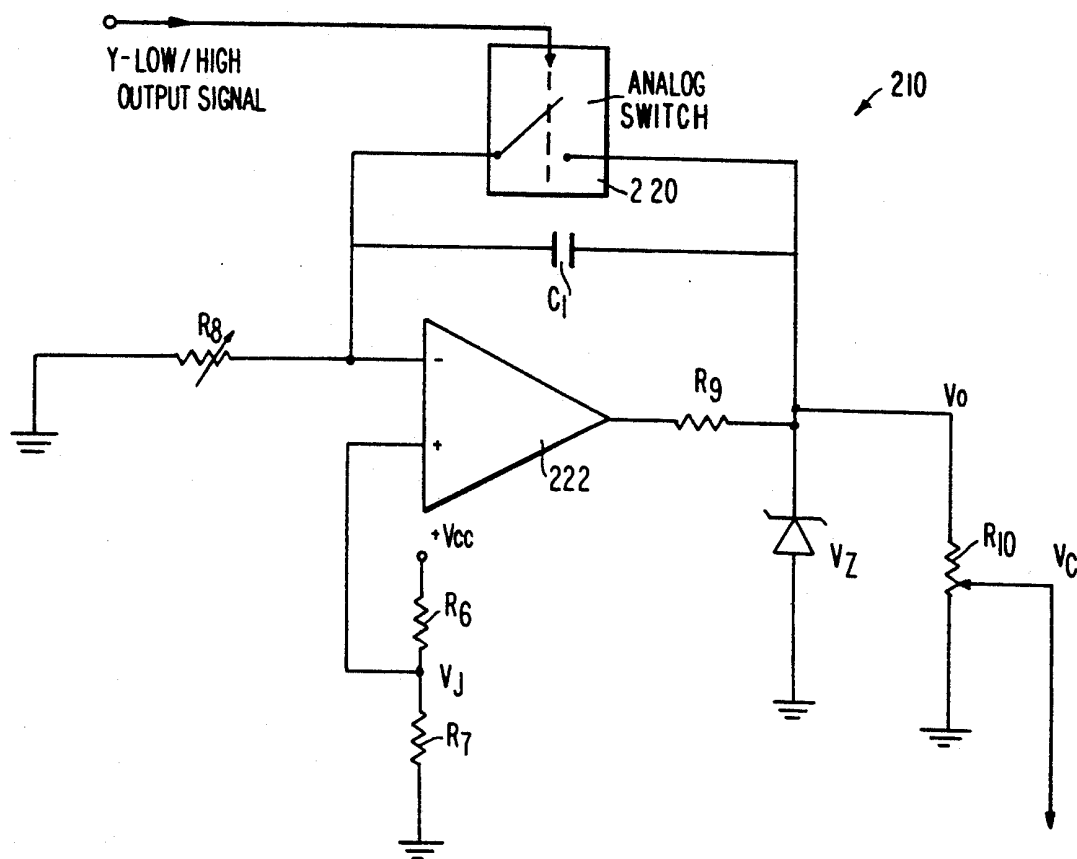 Y-LOW/HIGH
OUTPUT SIGNAL
ANALOG
SWITCH
210
220
C1
R8
-
+
222
R9
Vo
+Vcc
R6
VJ
R7
VZ
R10
VC